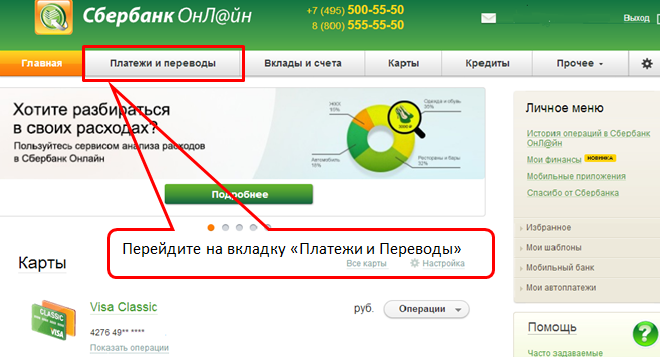 Сбербанк ОнЛ@йн
+7 (495) 500-55-50
8 (800) 555-55-50
Выход
Главная
Платежи и переводы
Вклады и счета
Карты
Кредиты
Прочее
Хотите разбираться
в своих расходах?
Пользуйтесь сервисом анализа расходов
в Сбербанк Онлайн
Подробнее
ЖКХ
Одежда и обувь
30%
Автомобиль
Рестораны и бары
32%
Личное меню
История операций в Сбербанк
ОнЛ@йн
Мои финансы НОВИНКА
Мобильные приложения
Спасибо от Сбербанка
Избранное
Мои шаблоны
Мобильный банк
Мои автоплатежи
Перейдите на вкладку «Платежи и Переводы»
Карты
Все карты
Настройка
Visa Classic
руб.
Операции
CLASSIC
VISA
4276 49** ****
Показать операции
Помощь
Часто задаваемые